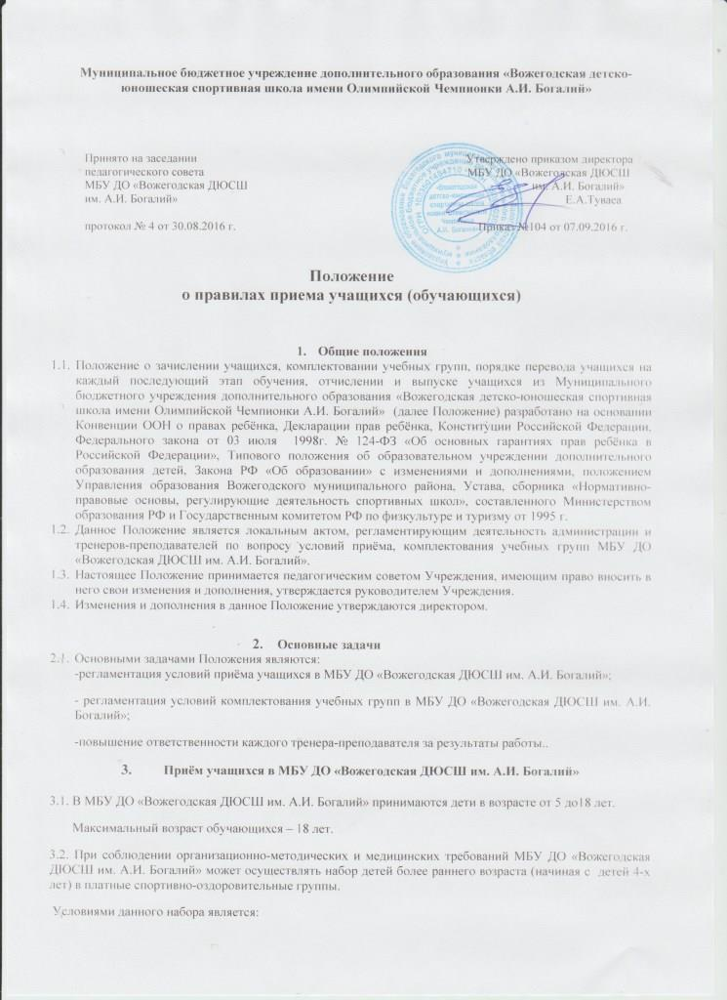 Муниципальное бюджетное учреждение дополнительного образования «Вожегодская детско-
юношеская спортивная школа имени Олимпийской Чемпионки А.И. Богалий»
Принято на заседании
педагогического совета
МБУ ДО «Вожегодская ДЮСШ
им. А.И. Богалий»
протокол № 4 от 30.08.2016 г.
Утверждено приказом директора
МБУ ДО «Вожегодская ДЮСШ
им. А.И. Богалий»
Е.А.Туваса
Приказ №104 от 07.09.2016 г.
Положение
о правилах приема учащихся (обучающихся)
1. Общие положения
1.1. Положение о зачислении учащихся, комплектовании учебных групп, порядке перевода учащихся на
каждый последующий этап обучения, отчислении и выпуске учащихся из Муниципального
бюджетного учреждения дополнительного образования «Вожегодская детско-юношеская спортивная
школа имени Олимпийской Чемпионки А.И. Богалий» (далее Положение) разработано на основании
Конвенции ООН о правах ребёнка, Декларации прав ребёнка, Конституции Российской Федерации,
Федерального закона от 03 июля 1998г. № 124-ФЗ «Об основных гарантиях прав ребёнка в
Российской Федерации», Типового положения об образовательном учреждении дополнительного
образования детей, Закона РФ «Об образовании» с изменениями и дополнениями, положением
Управления образования Вожегодского муниципального района, Устава, сборника «Нормативно-
правовые основы, регулирующие деятельность спортивных школ», составленного Министерством
образования РФ и Государственным комитетом РФ по физкультуре и туризму от 1995 г.
1.2. Данное Положение является локальным актом, регламентирующим деятельность администрации и
тренеров-преподавателей по вопросу условий приёма, комплектования учебных групп МБУ ДО
«Вожегодская ДЮСШ им. А.И. Богалий».
1.3. Настоящее Положение принимается педагогическим советом Учреждения, имеющим право вносить в
него свои изменения и дополнения, утверждается руководителем Учреждения.
1.4. Изменения и дополнения в данное Положение утверждаются директором.
2. Основные задачи
2.1. Основными задачами Положения являются:
-регламентация условий приёма учащихся в МБУ ДО «Вожегодская ДЮСШ им. А.И. Богалий»;
- регламентация условий комплектования учебных групп в МБУ ДО «Вожегодская ДЮСШ им. А.И.
Богалий»;
-повышение ответственности каждого тренера-преподавателя за результаты работы..
3. Приём учащихся в МБУ ДО «Вожегодская ДЮСШ им. А.И. Богалий»
3.1. В МБУ ДО «Вожегодская ДЮСШ им. А.И. Богалий» принимаются дети в возрасте от 5 до18 лет.
Максимальный возраст обучающихся – 18 лет.
3.2. При соблюдении организационно-методических и медицинских требований МБУ ДО «Вожегодская
ДЮСШ им. А.И. Богалий» может осуществлять набор детей более раннего возраста (начиная с детей 4-х
лет) в платные спортивно-оздоровительные группы.
Условиями данного набора является: